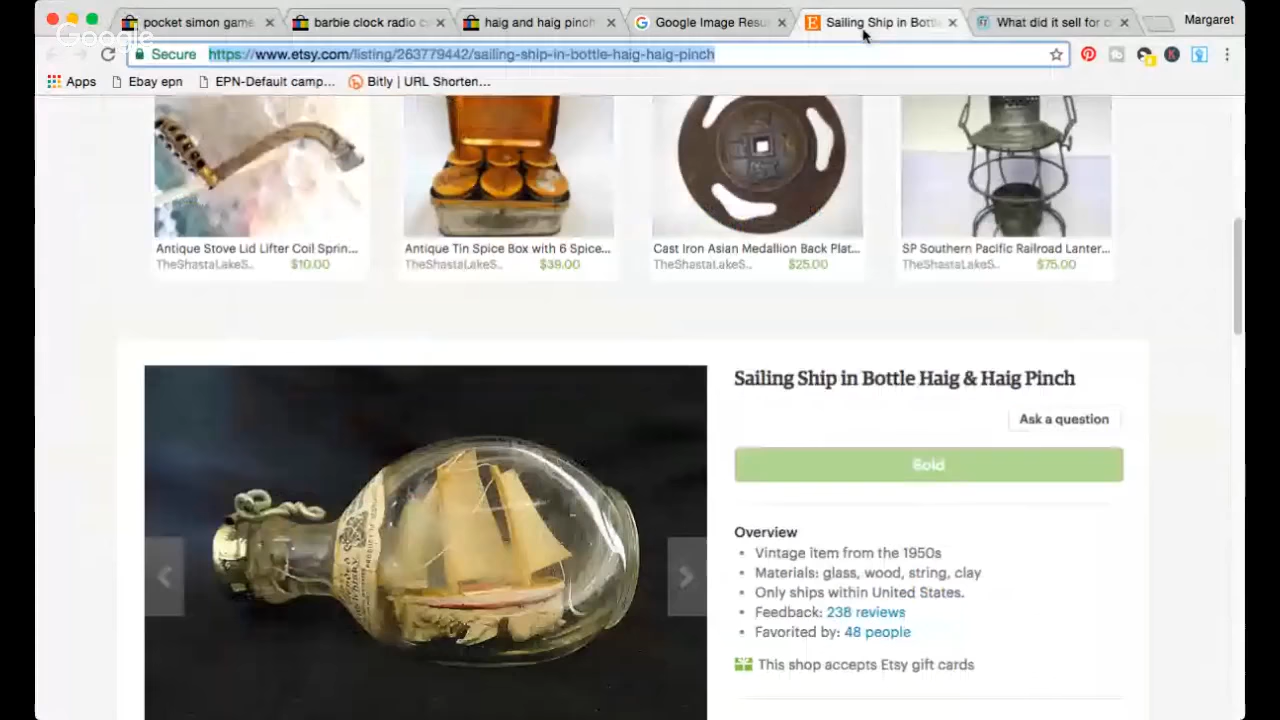 pocket simon game
barbie clock radio c
haig and haig pinch
Google Image Res
Sailing Ship in Bottl
What did it sell for o
Margaret
Google
Secure
https://www.etsy.com/listing/263779442/sailing-ship-in-bottle-haig-haig-pinch
Apps
Ebay epn
EPN-Default camp...
Bitly | URL Shorten...
Antique Stove Lid Lifter Coil Sprin...
TheShastaLakeS.. $10.00
Antique Tin Spice Box with 6 Spice...
TheShastaLakeS.. $39.00
Cast Iron Asian Medallion Back Plat...
TheShastaLakeS.. $25.00
SP Southern Pacific Railroad Lanter...
TheShastaLakeS.. $75.00
Sailing Ship in Bottle Haig & Haig Pinch
Ask a question
Sold
Overview
• Vintage item from the 1950s
• Materials: glass, wood, string, clay
• Only ships within United States.
• Feedback: 238 reviews
• Favorited by: 48 people
This shop accepts Etsy gift cards